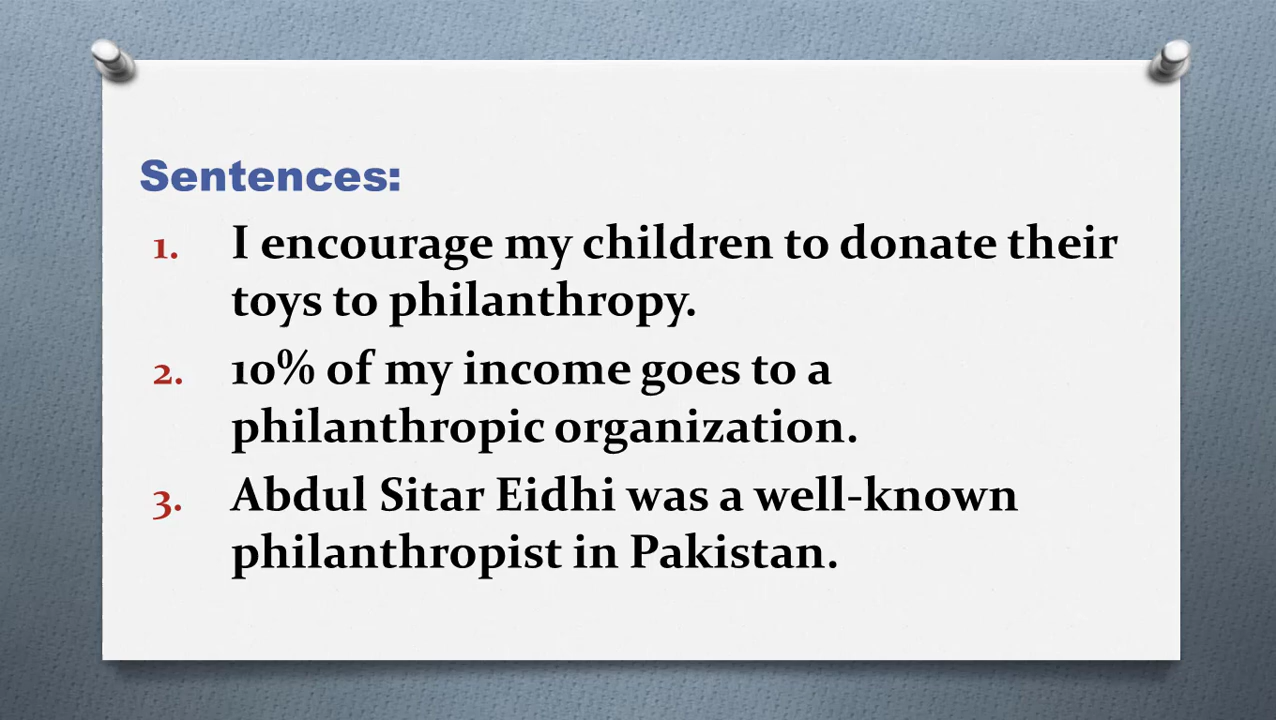 Sentences:
1. I encourage my children to donate their
toys to philanthropy.
2. 10% of my income goes to a
philanthropic organization.
3. Abdul Sitar Eidhi was a well-known
philanthropist in Pakistan.